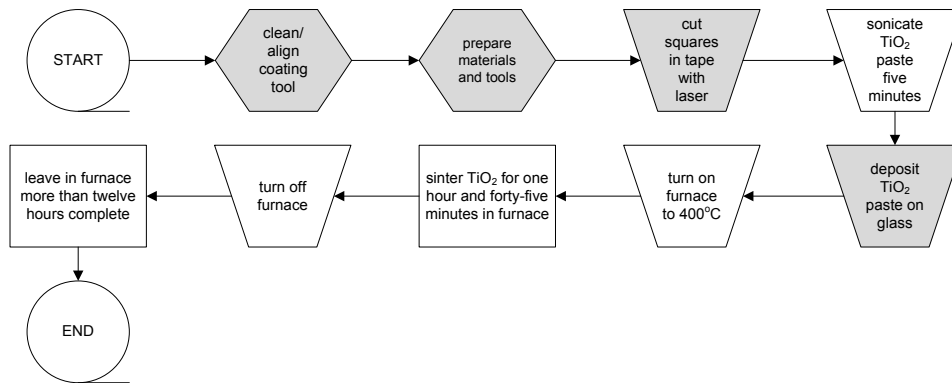 START
clean/
align
coating
tool
prepare
materials
and tools
cut
squares
in tape
with
laser
sonicate
TiO₂
paste
five
minutes
deposit
TiO₂
paste on
glass
turn on
furnace
to 400°C
sinter TiO₂ for one
hour and forty-five
minutes in furnace
turn off
furnace
leave in furnace
more than twelve
hours complete
END